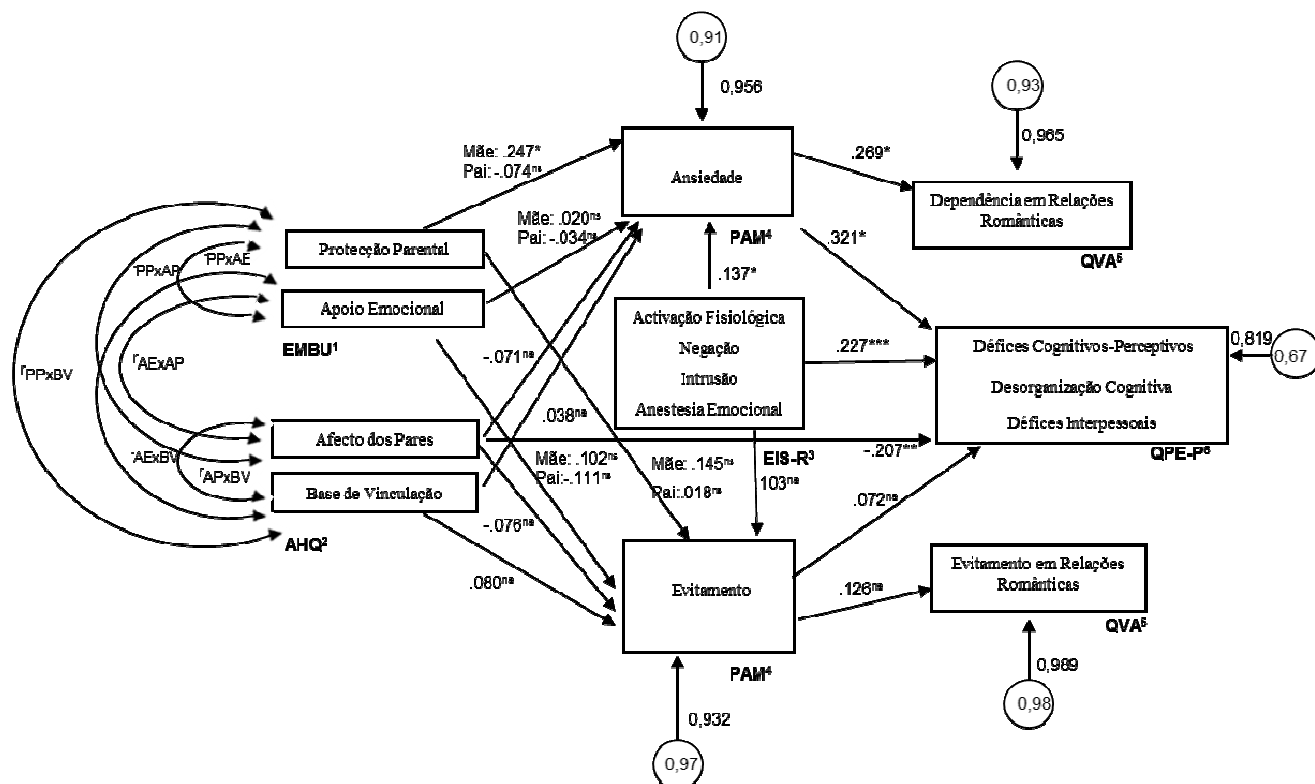 0,91
0,956
0,93
0,965
Mãe: .247*
Pai:-.074ⁿˢ
Ansiedade
PAM⁴
.269*
Dependência em Relações
Românticas
QVA⁵
Mãe: .020ⁿˢ
Pai: -.034ⁿˢ
.321*
Protecção Parental
Apoio Emocional
EMBU¹
PPxAP
PPxAE
rPPxBV
rAExAP
AExBV
rAPxBV
.137*
Activação Fisiológica
Negação
Intrusão
Anestesia Emocional
EIS-R³
.227***
Défices Cognitivos-Perceptivos
Desorganização Cognitiva
Défices Interpessoais
QPE-P⁶
0,819
0,67
-.071ⁿˢ
.038ⁿˢ
Afecto dos Pares
Base de Vinculação
AHQ²
-.207**
Mãe: .102ⁿˢ
Pai:-.111ⁿˢ
Mãe: .145ⁿˢ
Pai:.018ⁿˢ
103ⁿˢ
.072ⁿˢ
-.076ⁿˢ
.080ⁿˢ
Evitamento
PAM⁴
.126ⁿˢ
Evitamento em Relações
Românticas
QVA⁵
0,989
0,98
0,932
0,97